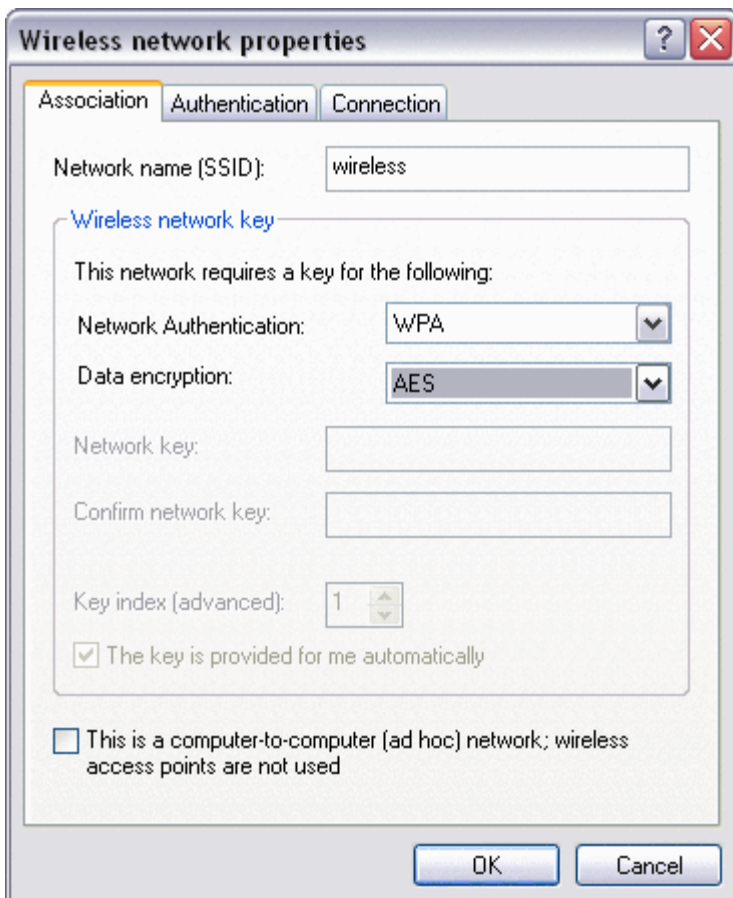 Wireless network properties
Association Authentication Connection
Network name (SSID): wireless
Wireless network key
This network requires a key for the following:
Network Authentication: WPA
Data encryption: AES
Network key:
Confirm network key:
Key index (advanced): 1
The key is provided for me automatically
This is a computer-to-computer (ad hoc) network; wireless
access points are not used
OK Cancel